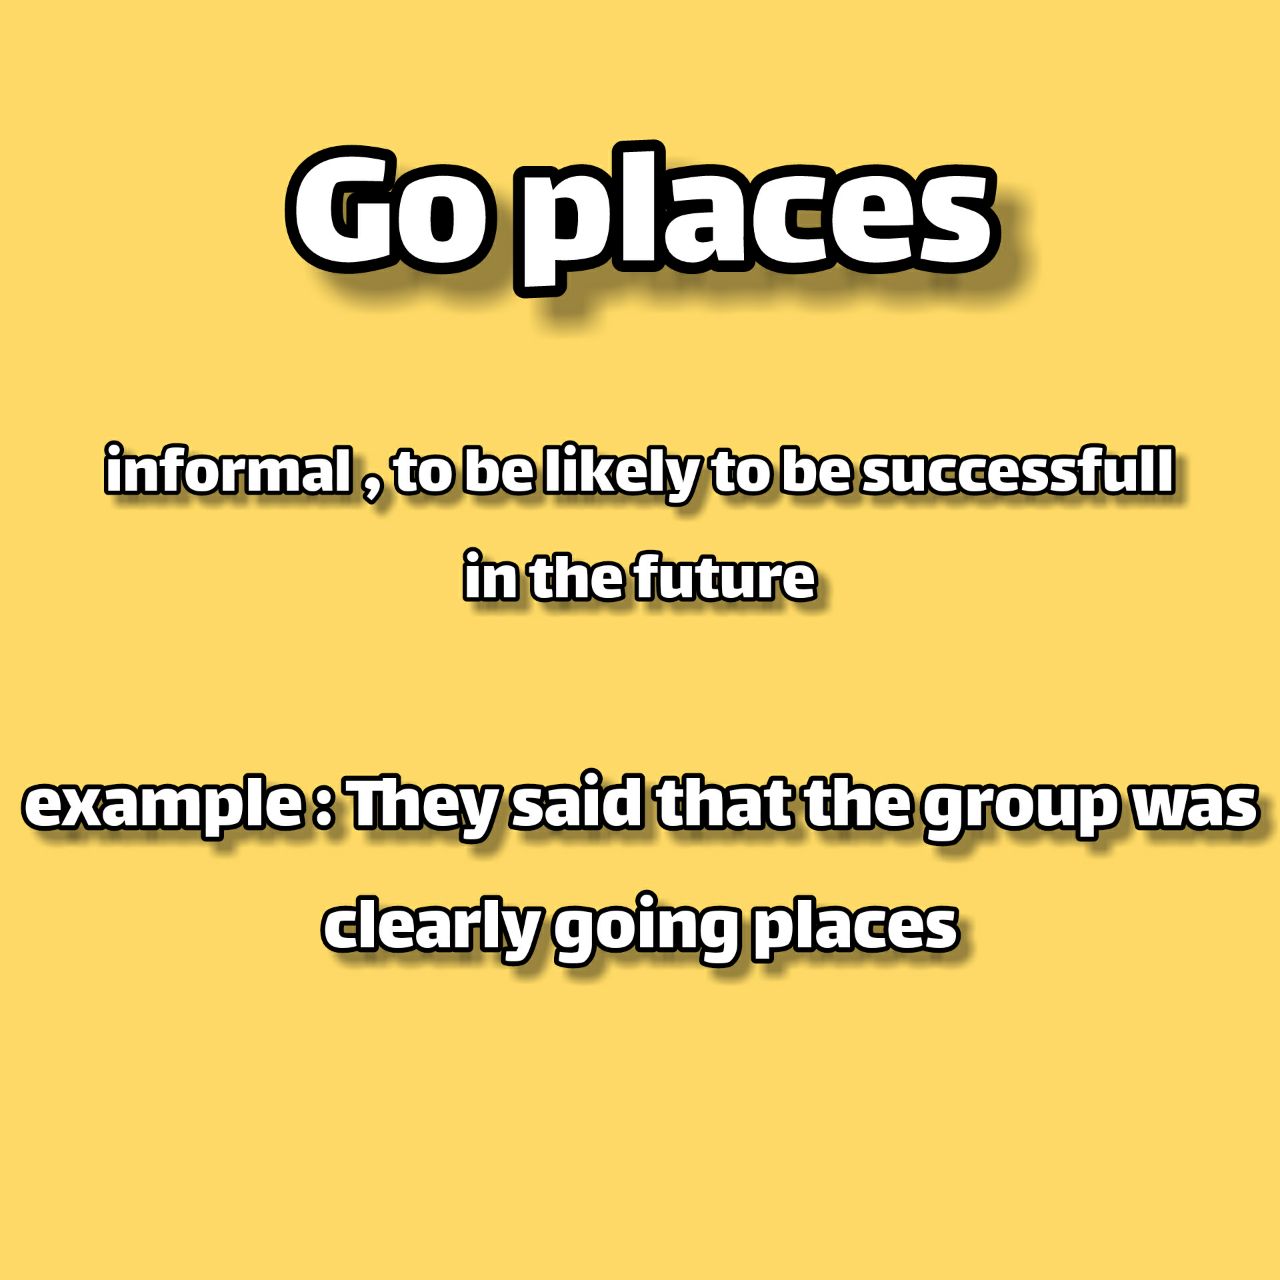 Go places
informal , to be likely to be successfull
in the future
example : They said that the group was
clearly going places